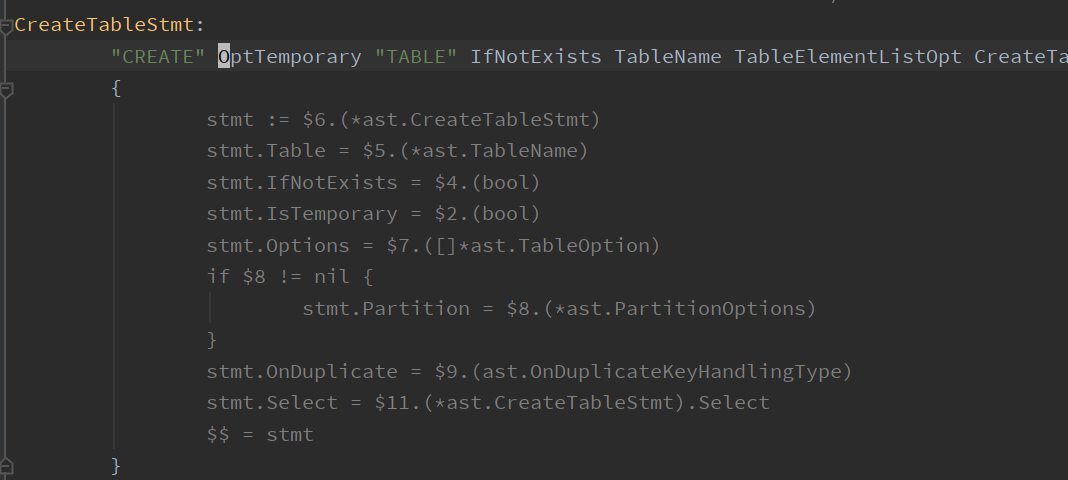 CreateTableStmt:
"CREATE" OptTemporary "TABLE" IfNotExists TableName TableElementListOpt CreateTa
{
stmt := $6.(*ast.CreateTableStmt)
stmt.Table = $5.(*ast.TableName)
stmt.IfNotExists = $4.(bool)
stmt.IsTemporary = $2.(bool)
stmt.Options = $7.([]*ast.TableOption)
if $8 != nil {
stmt.Partition = $8.(*ast.PartitionOptions)
}
stmt.OnDuplicate = $9.(ast.OnDuplicateKeyHandlingType)
stmt.Select = $11.(*ast.CreateTableStmt).Select
$$ = stmt
}